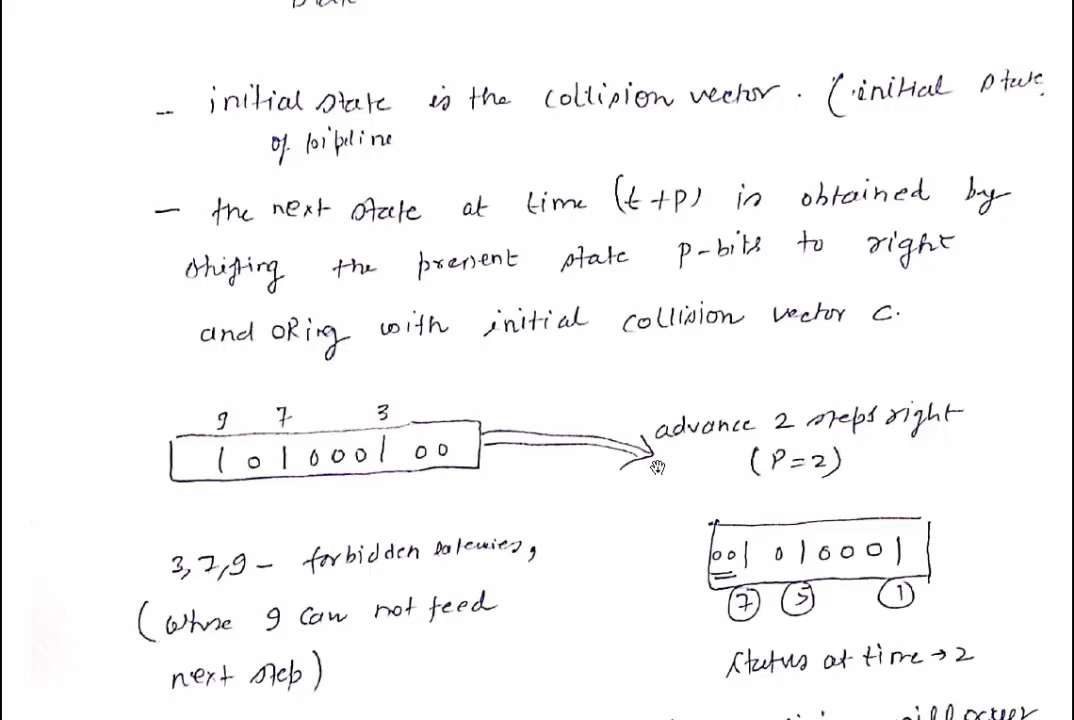 - initial state is the collision vector. (initial state
of pipeline
- the next state at time (t+p) is obtained by
shifting the present state p-bits to right
and ORing with initial collision vector C.
9 7 3
1 0 1 0 0 0 1 0 0
advance 2 steps right
(P=2)
0 0 1 0 1 0 0 0 1
7 5 1
3,7,9 - forbidden latencies,
(where 9 can not feed
next step)
status at time → 2
will occur